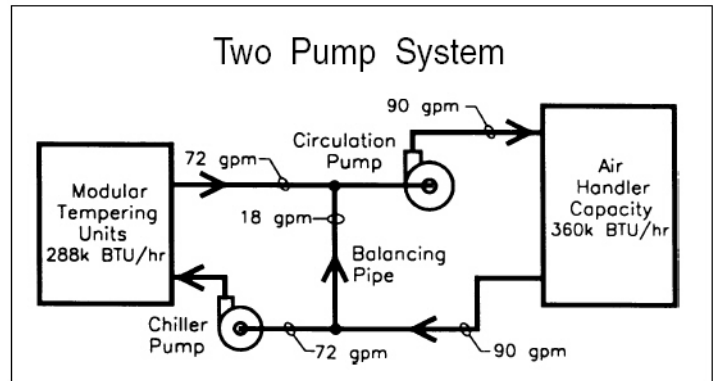 Two Pump System
90 gpm
Circulation
Pump
72 gpm
Modular
Tempering
Units
288k BTU/hr
18 gpm
Air
Handler
Capacity
360k BTU/hr
Balancing
Pipe
Chiller
Pump
72 gpm
90 gpm